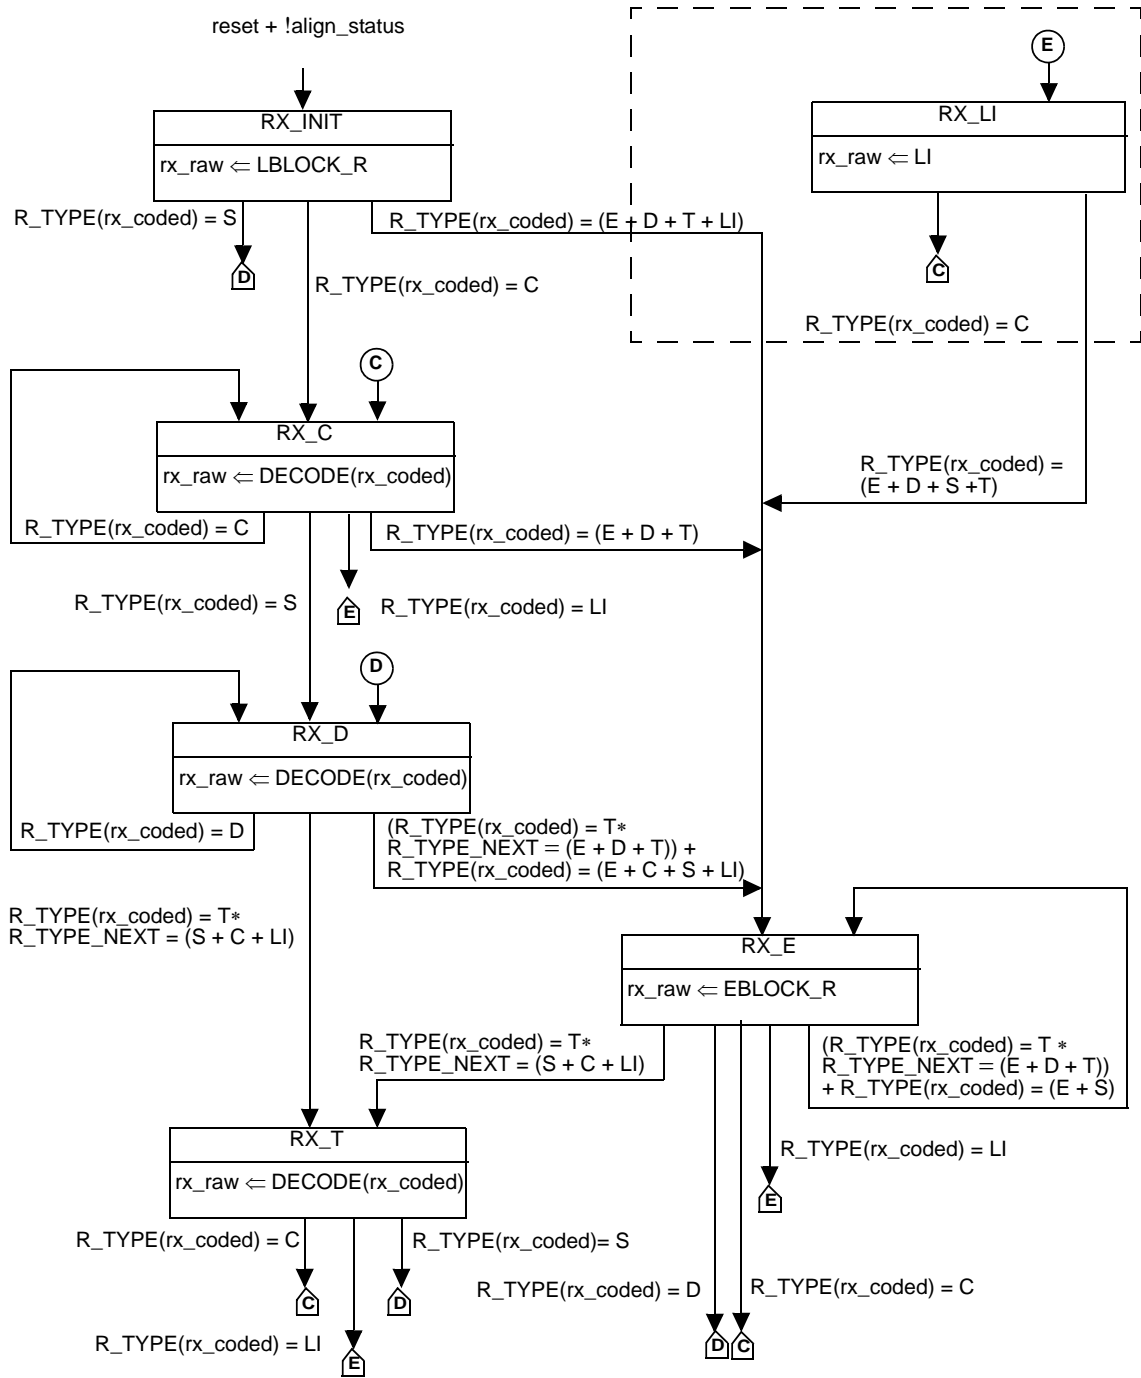 reset + !align_status
E
RX_INIT
rx_raw ⇐ LBLOCK_R
RX_LI
rx_raw ⇐ LI
R_TYPE(rx_coded) = S
D
R_TYPE(rx_coded) = (E + D + T + LI)
R_TYPE(rx_coded) = C
C
R_TYPE(rx_coded) = C
C
RX_C
rx_raw ⇐ DECODE(rx_coded)
R_TYPE(rx_coded) =
(E + D + S +T)
R_TYPE(rx_coded) = C
R_TYPE(rx_coded) = (E + D + T)
R_TYPE(rx_coded) = S
E
R_TYPE(rx_coded) = LI
D
RX_D
rx_raw ⇐ DECODE(rx_coded)
R_TYPE(rx_coded) = D
(R_TYPE(rx_coded) = T*
R_TYPE_NEXT = (E + D + T)) +
R_TYPE(rx_coded) = (E + C + S + LI)
R_TYPE(rx_coded) = T*
R_TYPE_NEXT = (S + C + LI)
RX_E
rx_raw ⇐ EBLOCK_R
R_TYPE(rx_coded) = T*
R_TYPE_NEXT = (S + C + LI)
(R_TYPE(rx_coded) = T *
R_TYPE_NEXT = (E + D + T))
+ R_TYPE(rx_coded) = (E + S)
RX_T
rx_raw ⇐ DECODE(rx_coded)
R_TYPE(rx_coded) = LI
E
R_TYPE(rx_coded) = C
R_TYPE(rx_coded)= S
C
D
R_TYPE(rx_coded) = D
R_TYPE(rx_coded) = C
R_TYPE(rx_coded) = LI
E
D
C